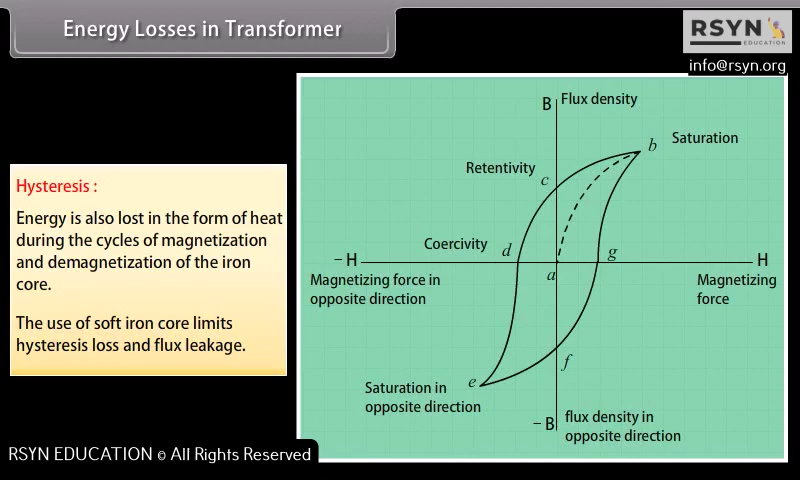 Energy Losses in Transformer
RSYN
EDUCATION
info@rsyn.org
Hysteresis :
Energy is also lost in the form of heat
during the cycles of magnetization
and demagnetization of the iron
core.
The use of soft iron core limits
hysteresis loss and flux leakage.
B Flux density
b Saturation
Retentivity
c
Coercivity d
g
– H
a
H
Magnetizing force in
opposite direction
Magnetizing
force
f
e
Saturation in
opposite direction
– B flux density in
opposite direction
RSYN EDUCATION © All Rights Reserved